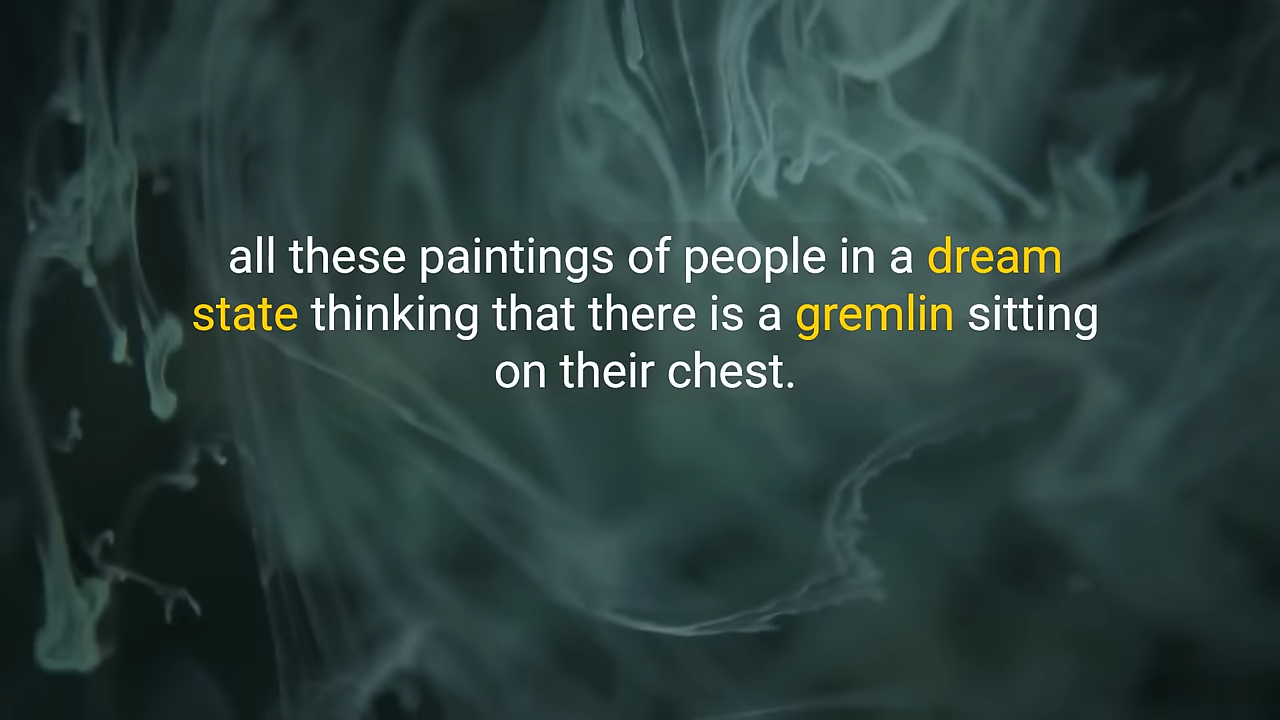 all these paintings of people in a dream
state thinking that there is a gremlin sitting
on their chest.